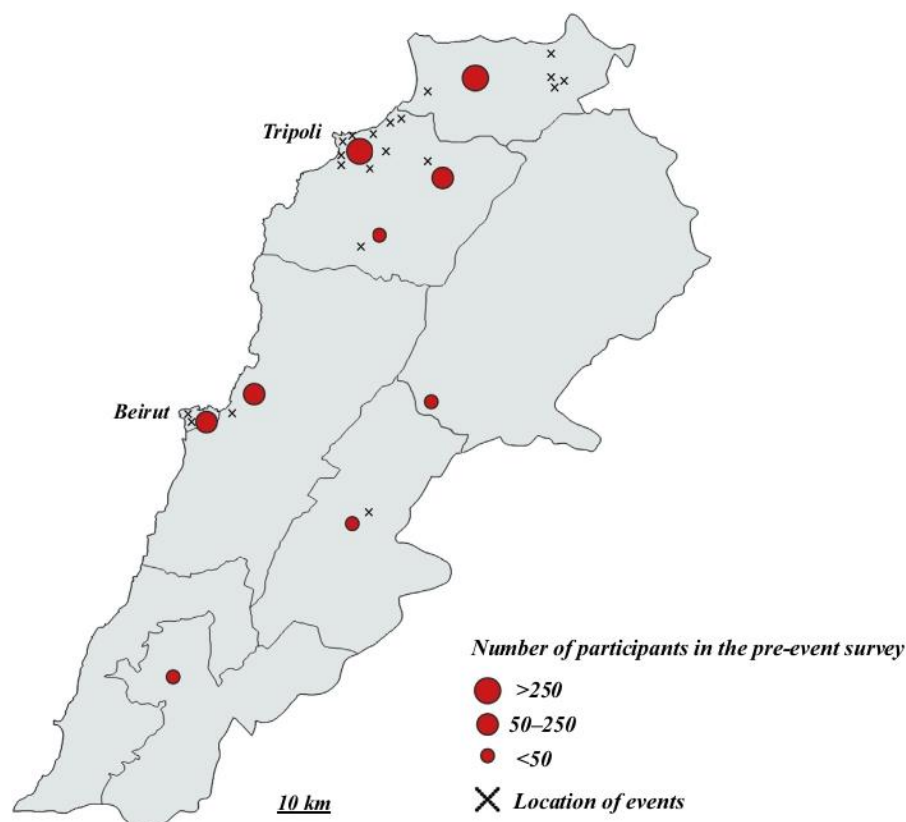 Tripoli
Beirut
Number of participants in the pre-event survey
>250
50–250
<50
10 km
Location of events